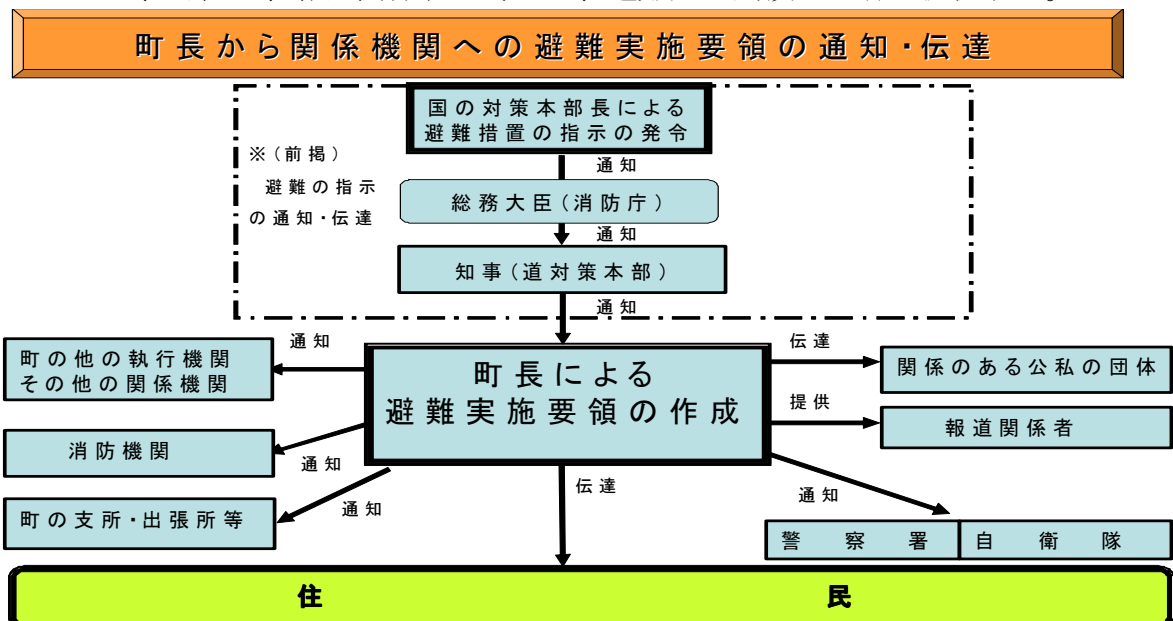 町長から関係機関への避難実施要領の通知・伝達
国の対策本部長による
避難措置の指示の発令
※(前掲)
避難の指示
の通知・伝達
通知
総務大臣(消防庁)
通知
知事(道対策本部)
通知
町の他の執行機関
その他の関係機関
通知
町長による
避難実施要領の作成
伝達
関係のある公私の団体
提供
報道関係者
消防機関
通知
町の支所・出張所等
通知
伝達
通知
警察署
自衛隊
住民